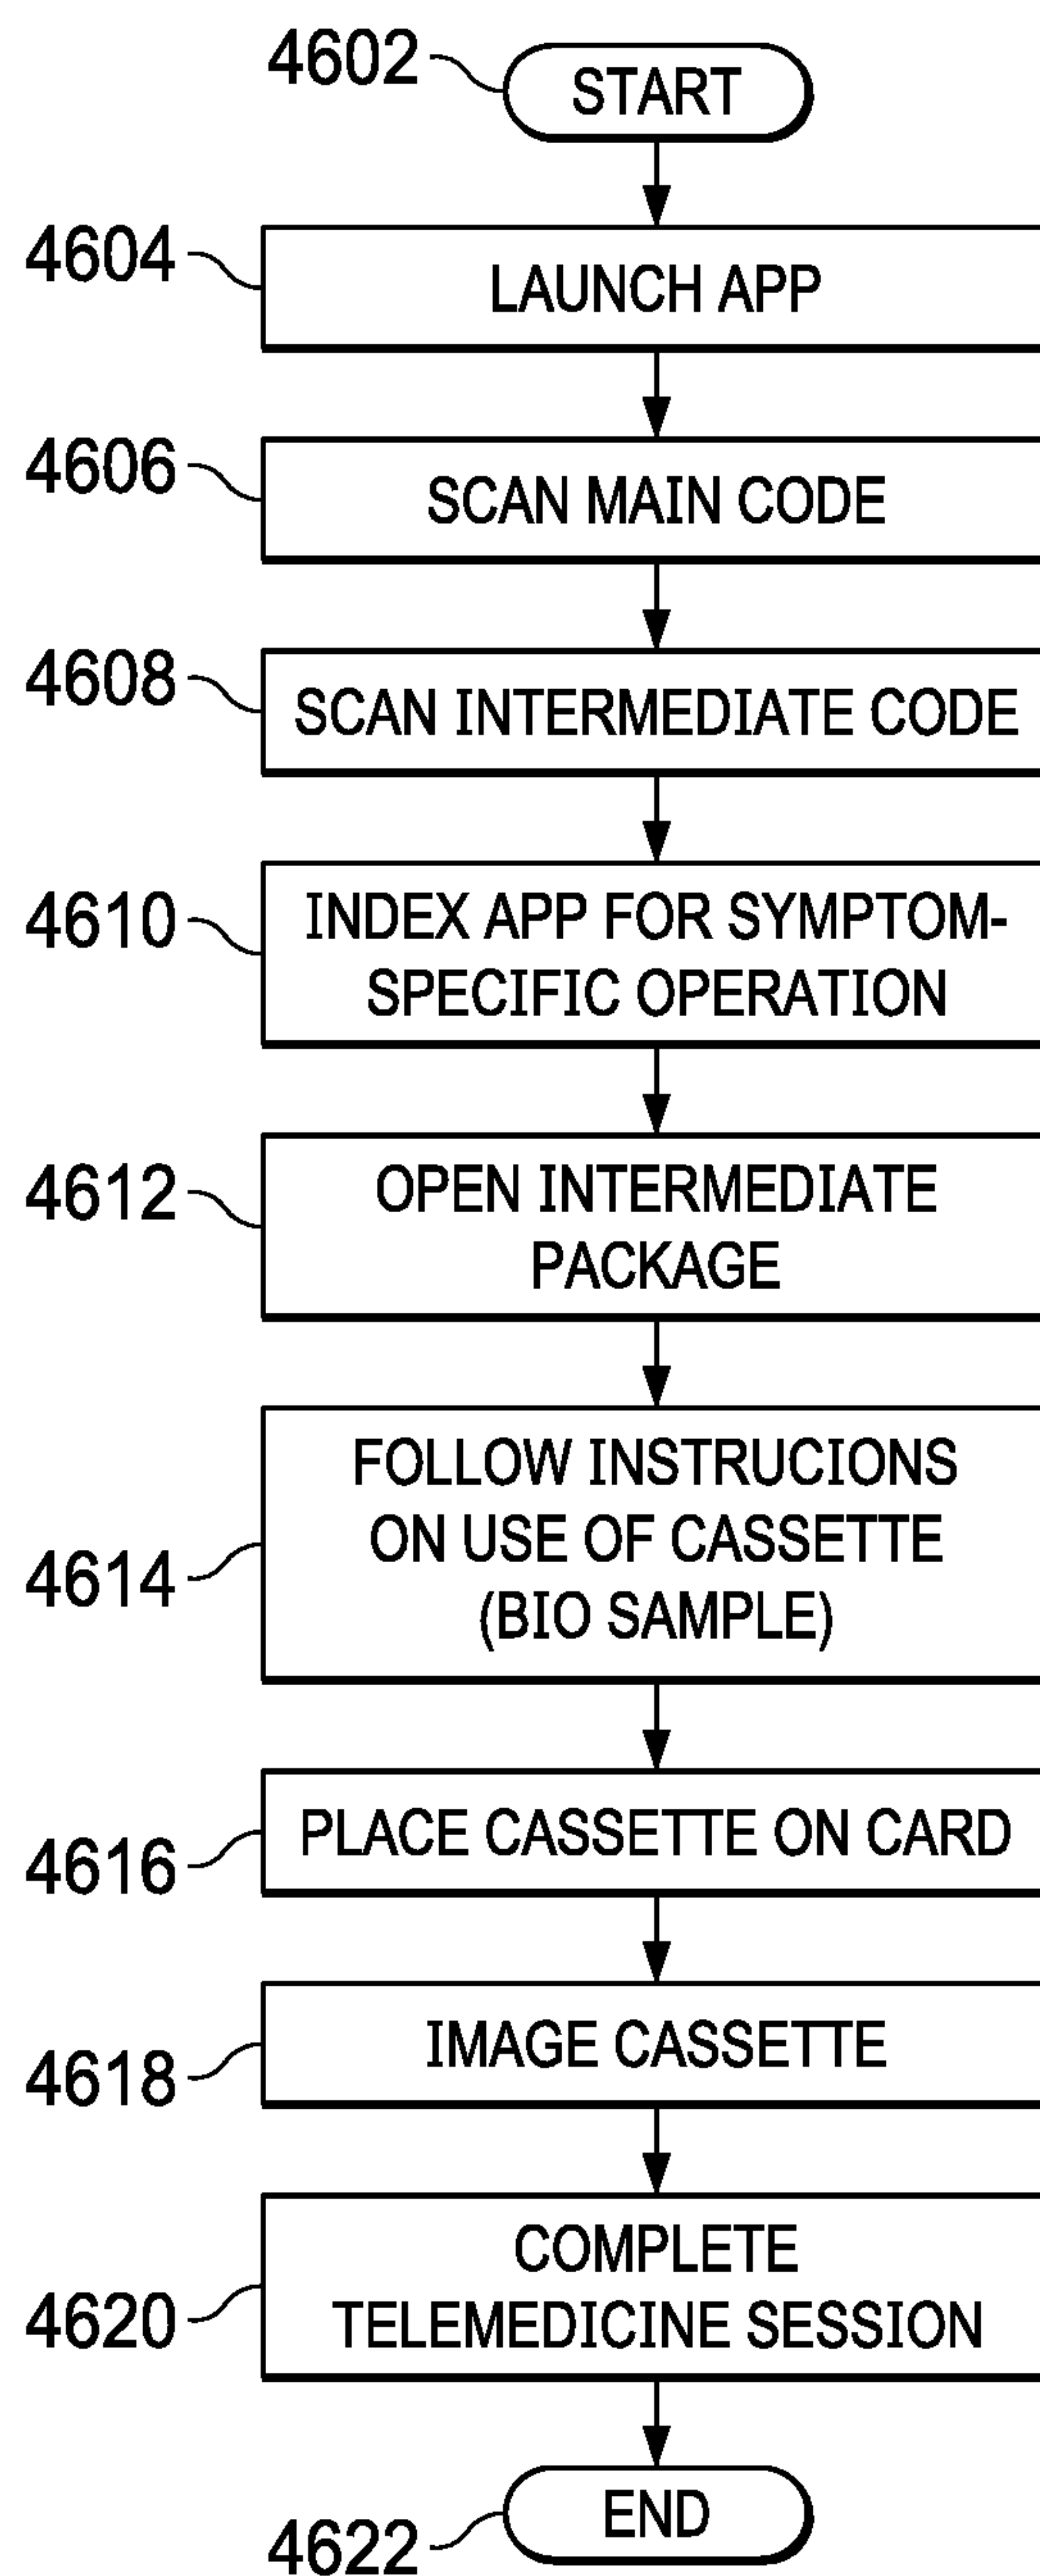 4602 START
4604 LAUNCH APP
4606 SCAN MAIN CODE
4608 SCAN INTERMEDIATE CODE
4610 INDEX APP FOR SYMPTOM-
SPECIFIC OPERATION
4612 OPEN INTERMEDIATE
PACKAGE
FOLLOW INSTRUCIONS
ON USE OF CASSETTE
4614 (BIO SAMPLE)
4616 PLACE CASSETTE ON CARD
4618 IMAGE CASSETTE
COMPLETE
4620 TELEMEDICINE SESSION
4622 END